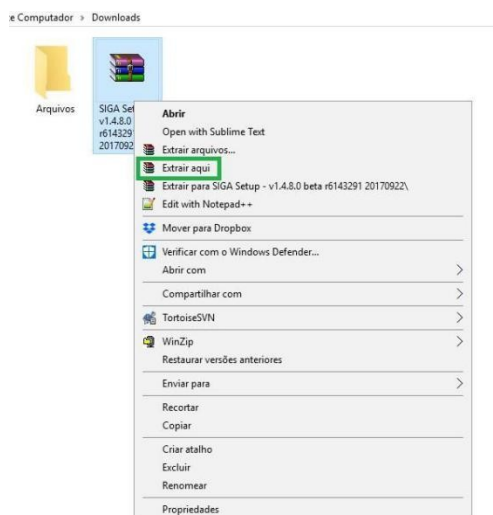 e Computador > Downloads
Arquivos
SIGA Set
v1.4.8.0
r6143291
2017092
Abrir
Open with Sublime Text
Extrair arquivos...
Extrair aqui
Extrair para SIGA Setup - v1.4.8.0 beta r6143291 20170922\
Edit with Notepad++
Mover para Dropbox
Verificar com o Windows Defender...
Abrir com
Compartilhar com
TortoiseSVN
WinZip
Restaurar versões anteriores
Enviar para
Recortar
Copiar
Criar atalho
Excluir
Renomear
Propriedades